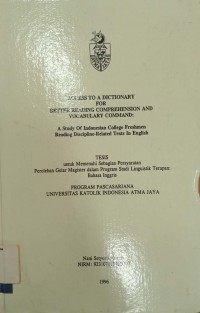 ACCESS TO A DICTIONARY
FOR
BETTER READING COMPREHENSION AND
VOCABULARY COMMAND:
A Study Of Indonesian College Freshmen
Reading Discipline-Related Texts In English
TESIS
untuk Memenuhi Sebagian Persyaratan
Perolehan Gelar Magister dalam Program Studi Linguistik Terapan:
Bahasa Inggris
PROGRAM PASCASARJANA
UNIVERSITAS KATOLIK INDONESIA ATMA JAYA
NIRM:
1996